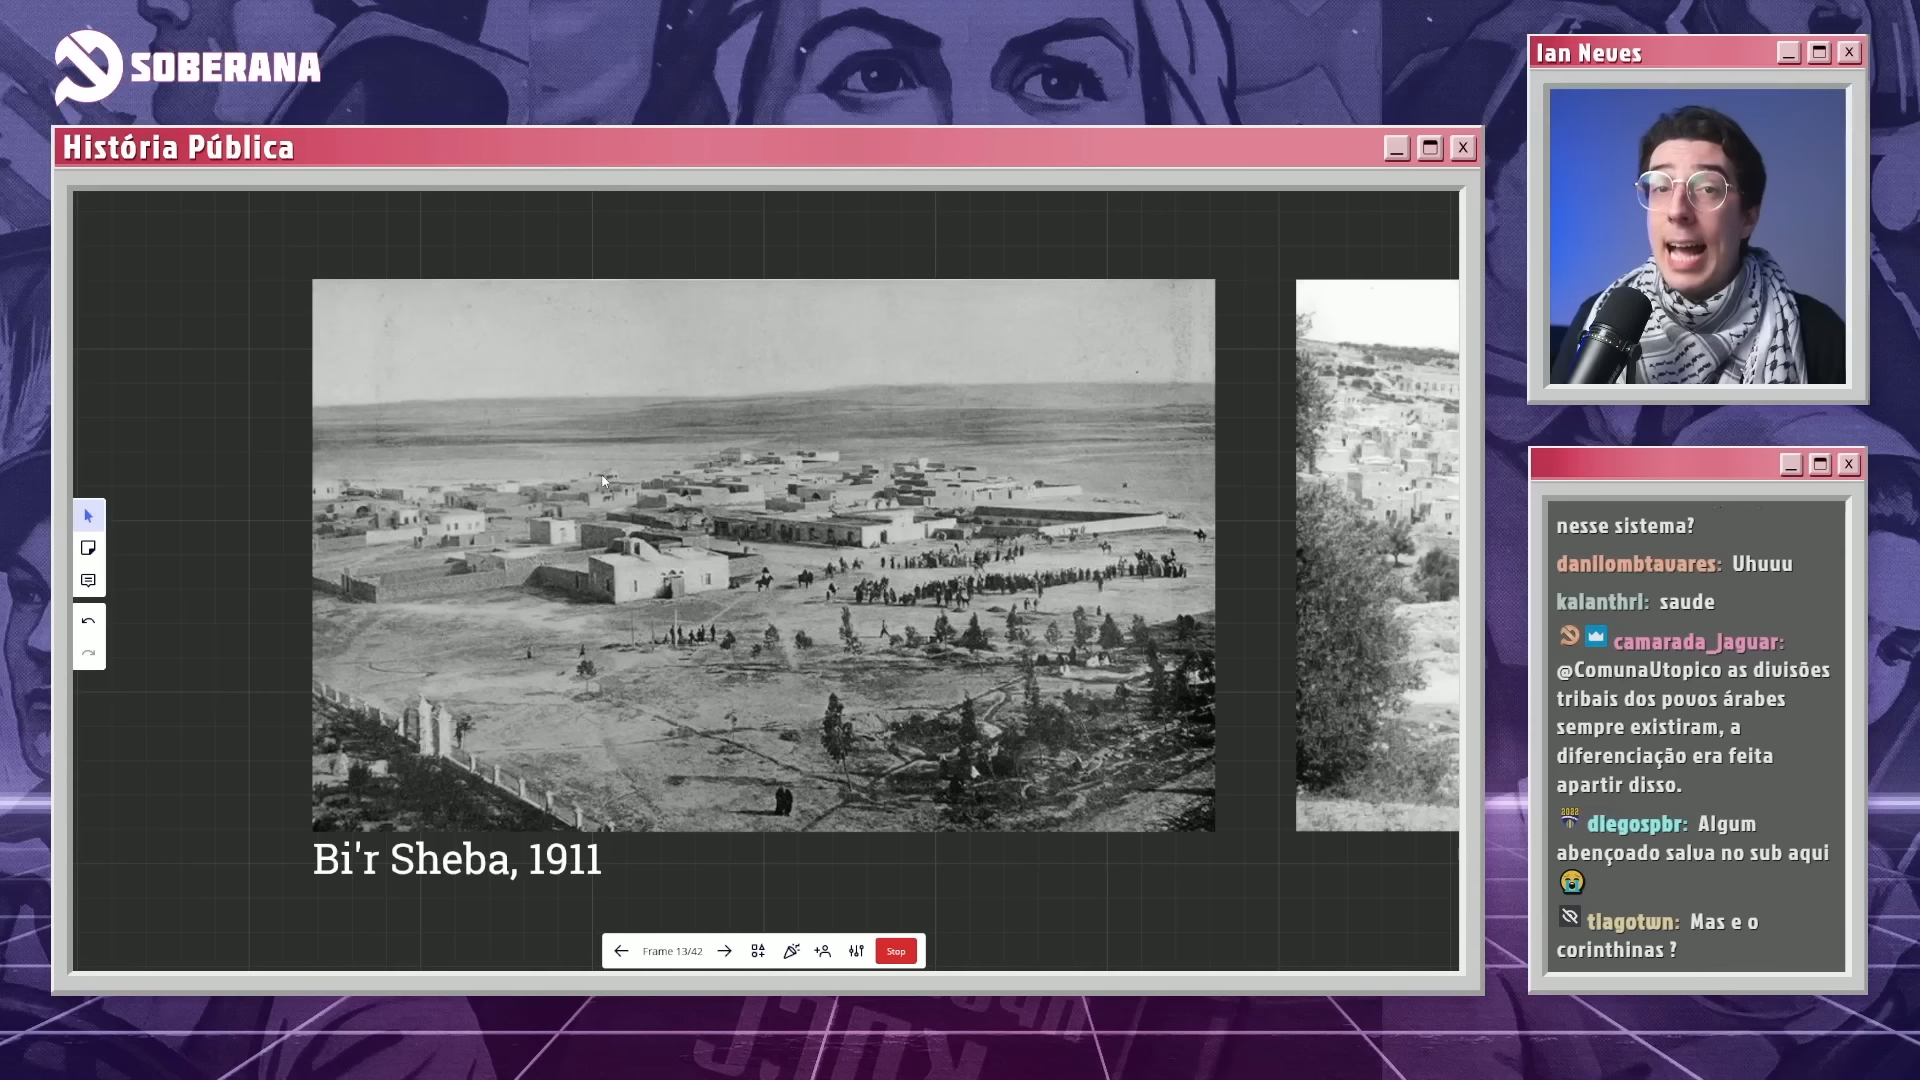 SOBERANA
Ian Neves
História Pública
nesse sistema?
danilombtavares: Uhuuu
kalanthrl: saude
camarada_Jaguar:
@ComunaUtopico as divisões
tribais dos povos árabes
sempre existiram, a
diferenciação era feita
apartir disso.
diegospbr: Algum
abençoado salva no sub aqui
tiagotwn: Mas e o
corinthinas ?
Bi'r Sheba, 1911
Frame 13/42
Stop